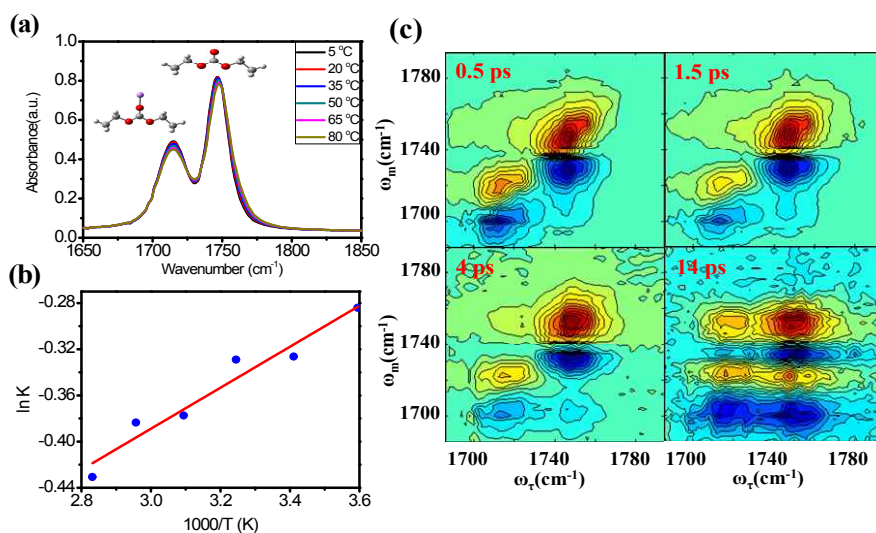 (a)
1.0
0.8
0.6
0.4
0.2
0.0
Absorbance(a.u.)
5 °C
20 °C
35 °C
50 °C
65 °C
80 °C
1650 1700 1750 1800 1850
Wavenumber (cm-1)
(b)
-0.28
-0.32
-0.36
-0.40
-0.44
ln K
2.8 3.0 3.2 3.4 3.6
1000/T (K)
(c)
0.5 ps
1.5 ps
1780
1740
1700
ωm(cm-1)
4 ps
14 ps
1780
1740
1700
ωm(cm-1)
1700 1740 1780 1700 1740 1780
ωτ(cm-1) ωτ(cm-1)